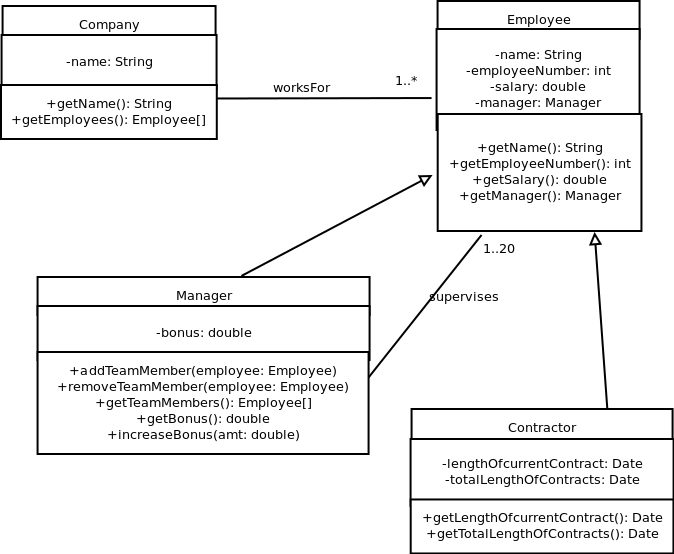 Company
-name: String
+getName(): String
+getEmployees(): Employee[]
worksFor
1..*
Employee
-name: String
-employeeNumber: int
-salary: double
-manager: Manager
+getName(): String
+getEmployeeNumber(): int
+getSalary(): double
+getManager(): Manager
1..20
supervises
Manager
-bonus: double
+addTeamMember(employee: Employee)
+removeTeamMember(employee: Employee)
+getTeamMembers(): Employee[]
+getBonus(): double
+increaseBonus(amt: double)
Contractor
-lengthOfcurrentContract: Date
-totalLengthOfContracts: Date
+getLengthOfcurrentContract(): Date
+getTotalLengthOfContracts(): Date